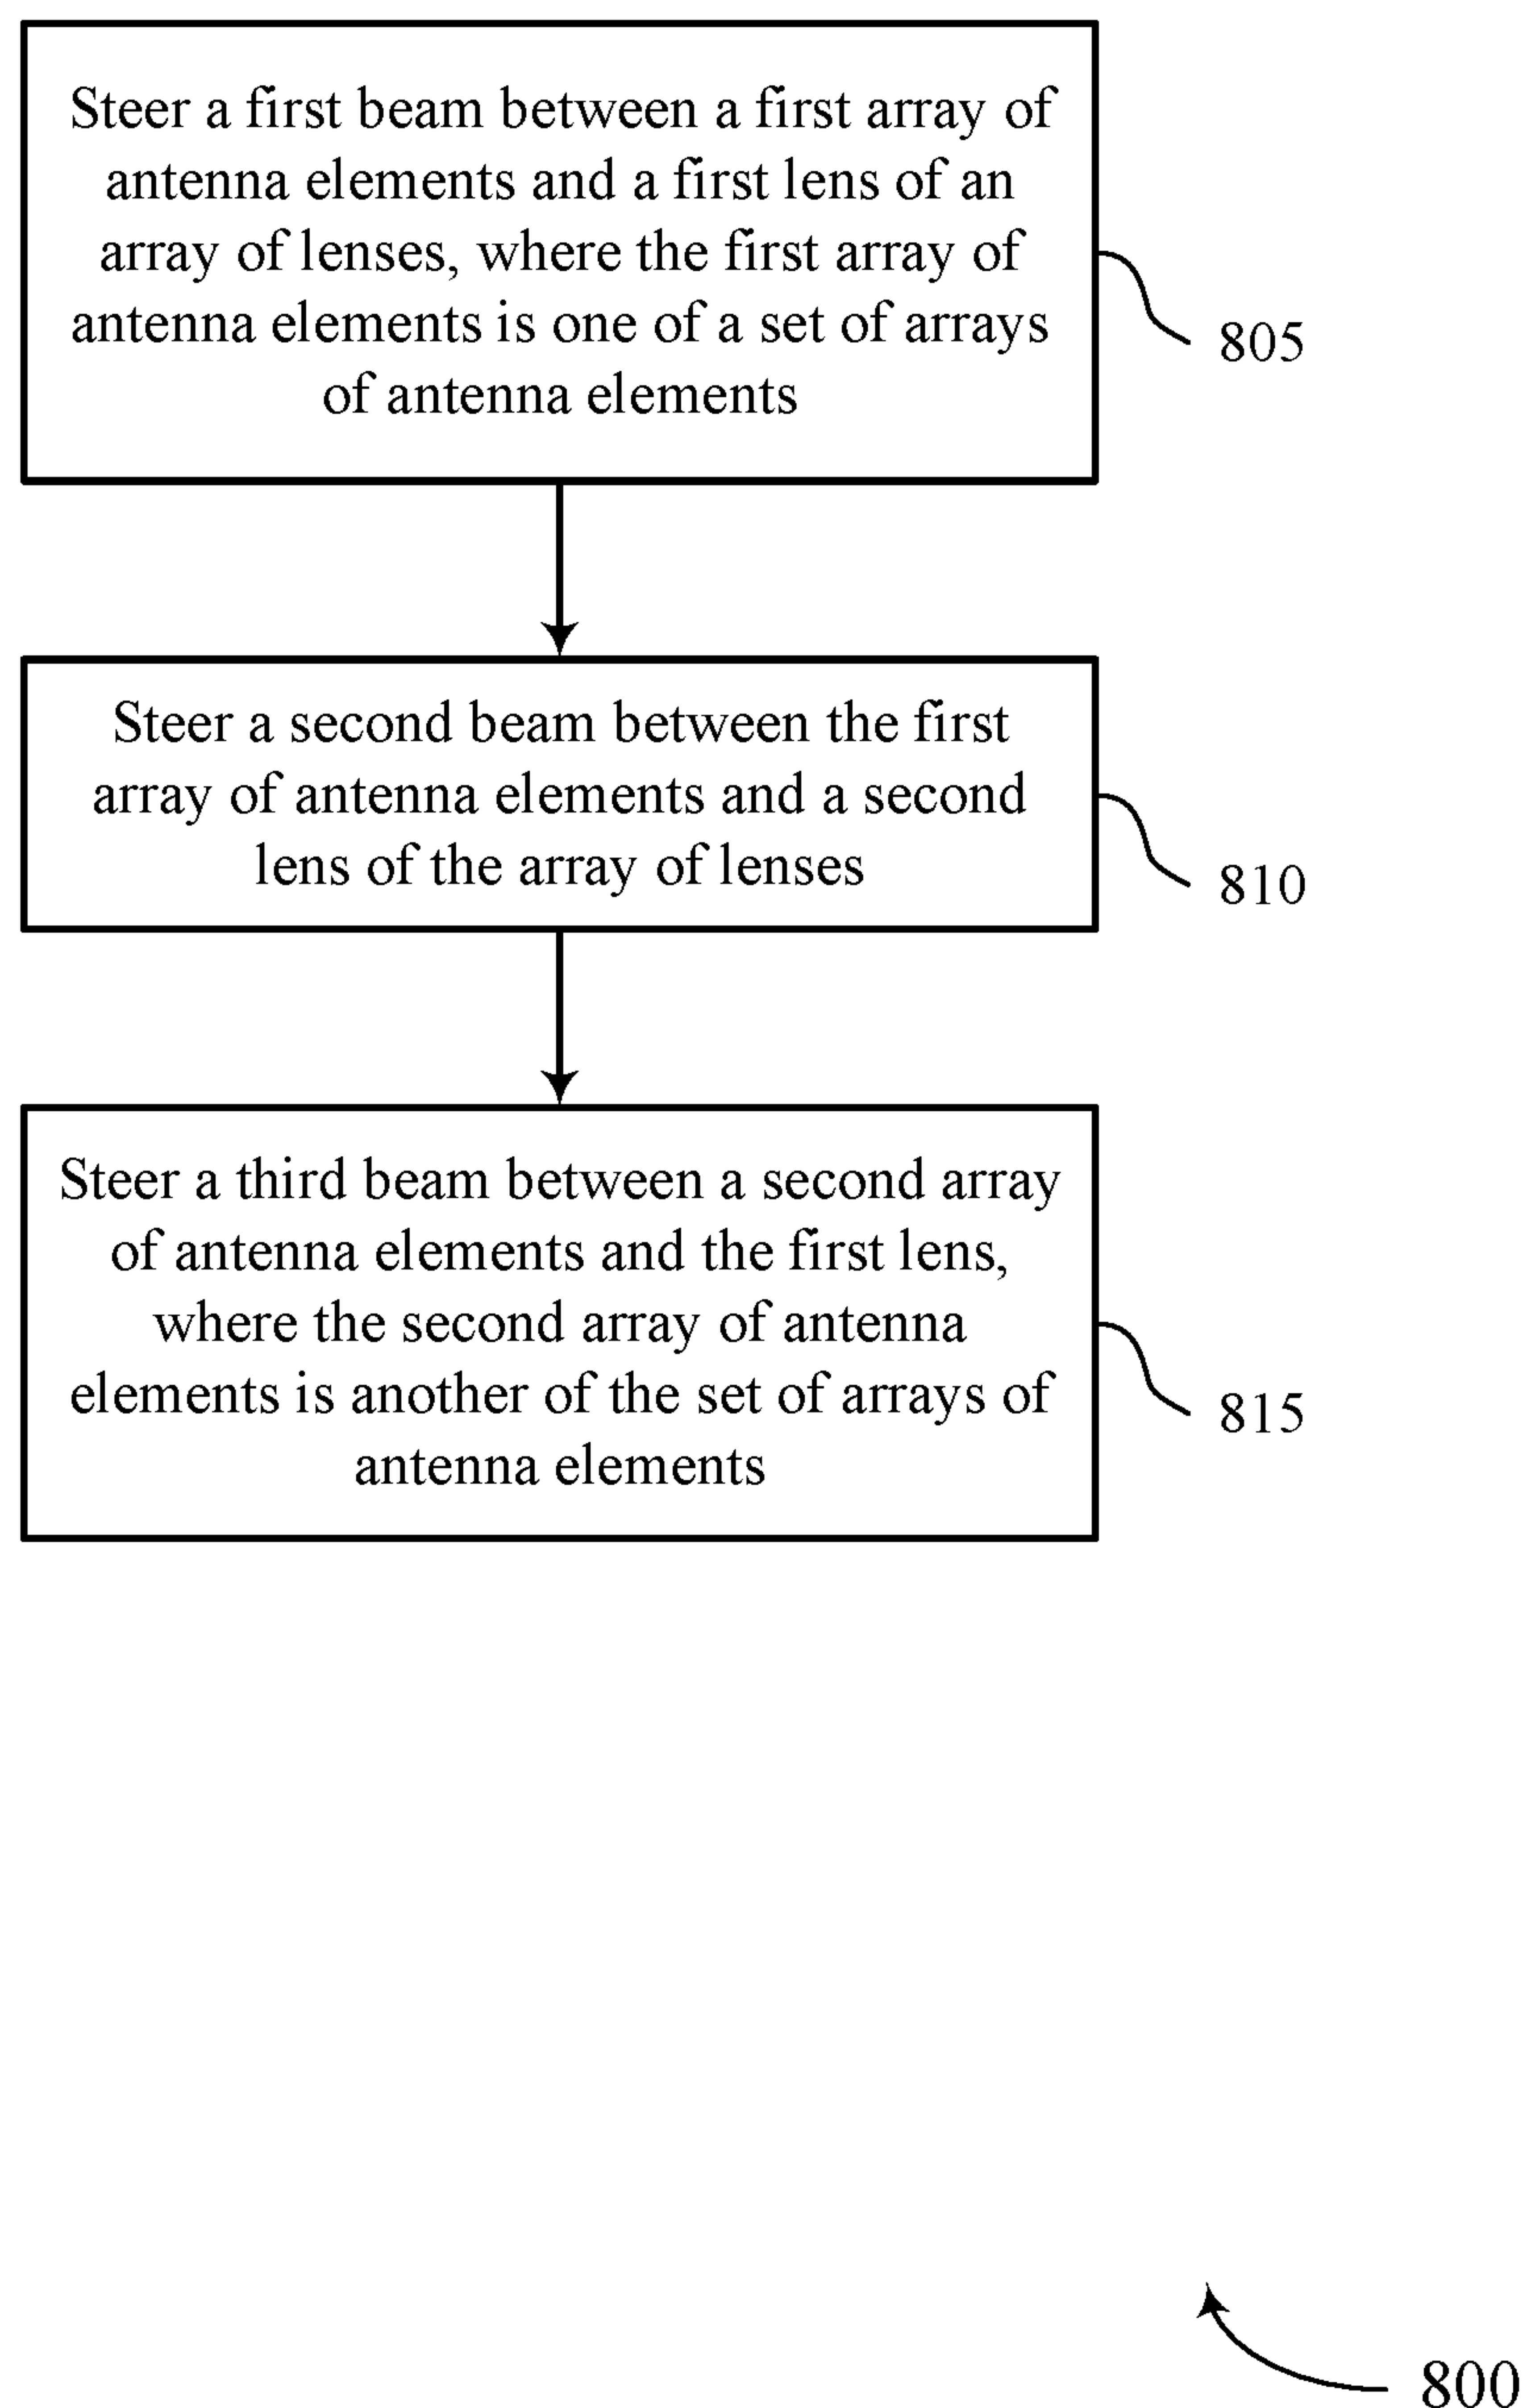 Steer a first beam between a first array of
antenna elements and a first lens of an
array of lenses, where the first array of
antenna elements is one of a set of arrays
of antenna elements
805
Steer a second beam between the first
array of antenna elements and a second
lens of the array of lenses
810
Steer a third beam between a second array
of antenna elements and the first lens,
where the second array of antenna
elements is another of the set of arrays of
antenna elements
815
800